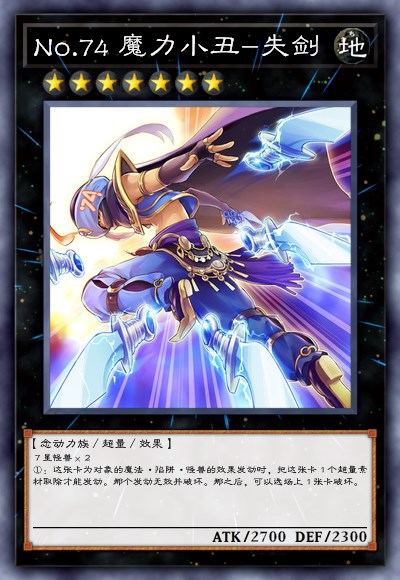 No.74 魔力小丑-失剑 地
74
【念动力族／超量／效果】
７星怪兽×２
①：这张卡为对象的魔法·陷阱·怪兽的效果发动时，把这张卡１个超量素
材取除才能发动。那个发动无效并破坏。那之后，可以选场上１张卡破坏。
ATK/2700 DEF/2300